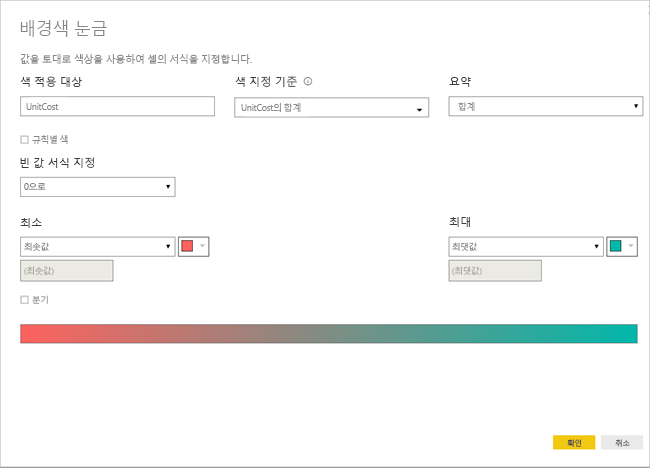 배경색 눈금
값을 토대로 색상을 사용하여 셀의 서식을 지정합니다.
색 적용 대상
색 지정 기준
요약
UnitCost
UnitCost의 합계
합계
규칙별 색
빈 값 서식 지정
0으로
최소
최대
최솟값
최댓값
(최솟값)
(최댓값)
분기
확인
취소